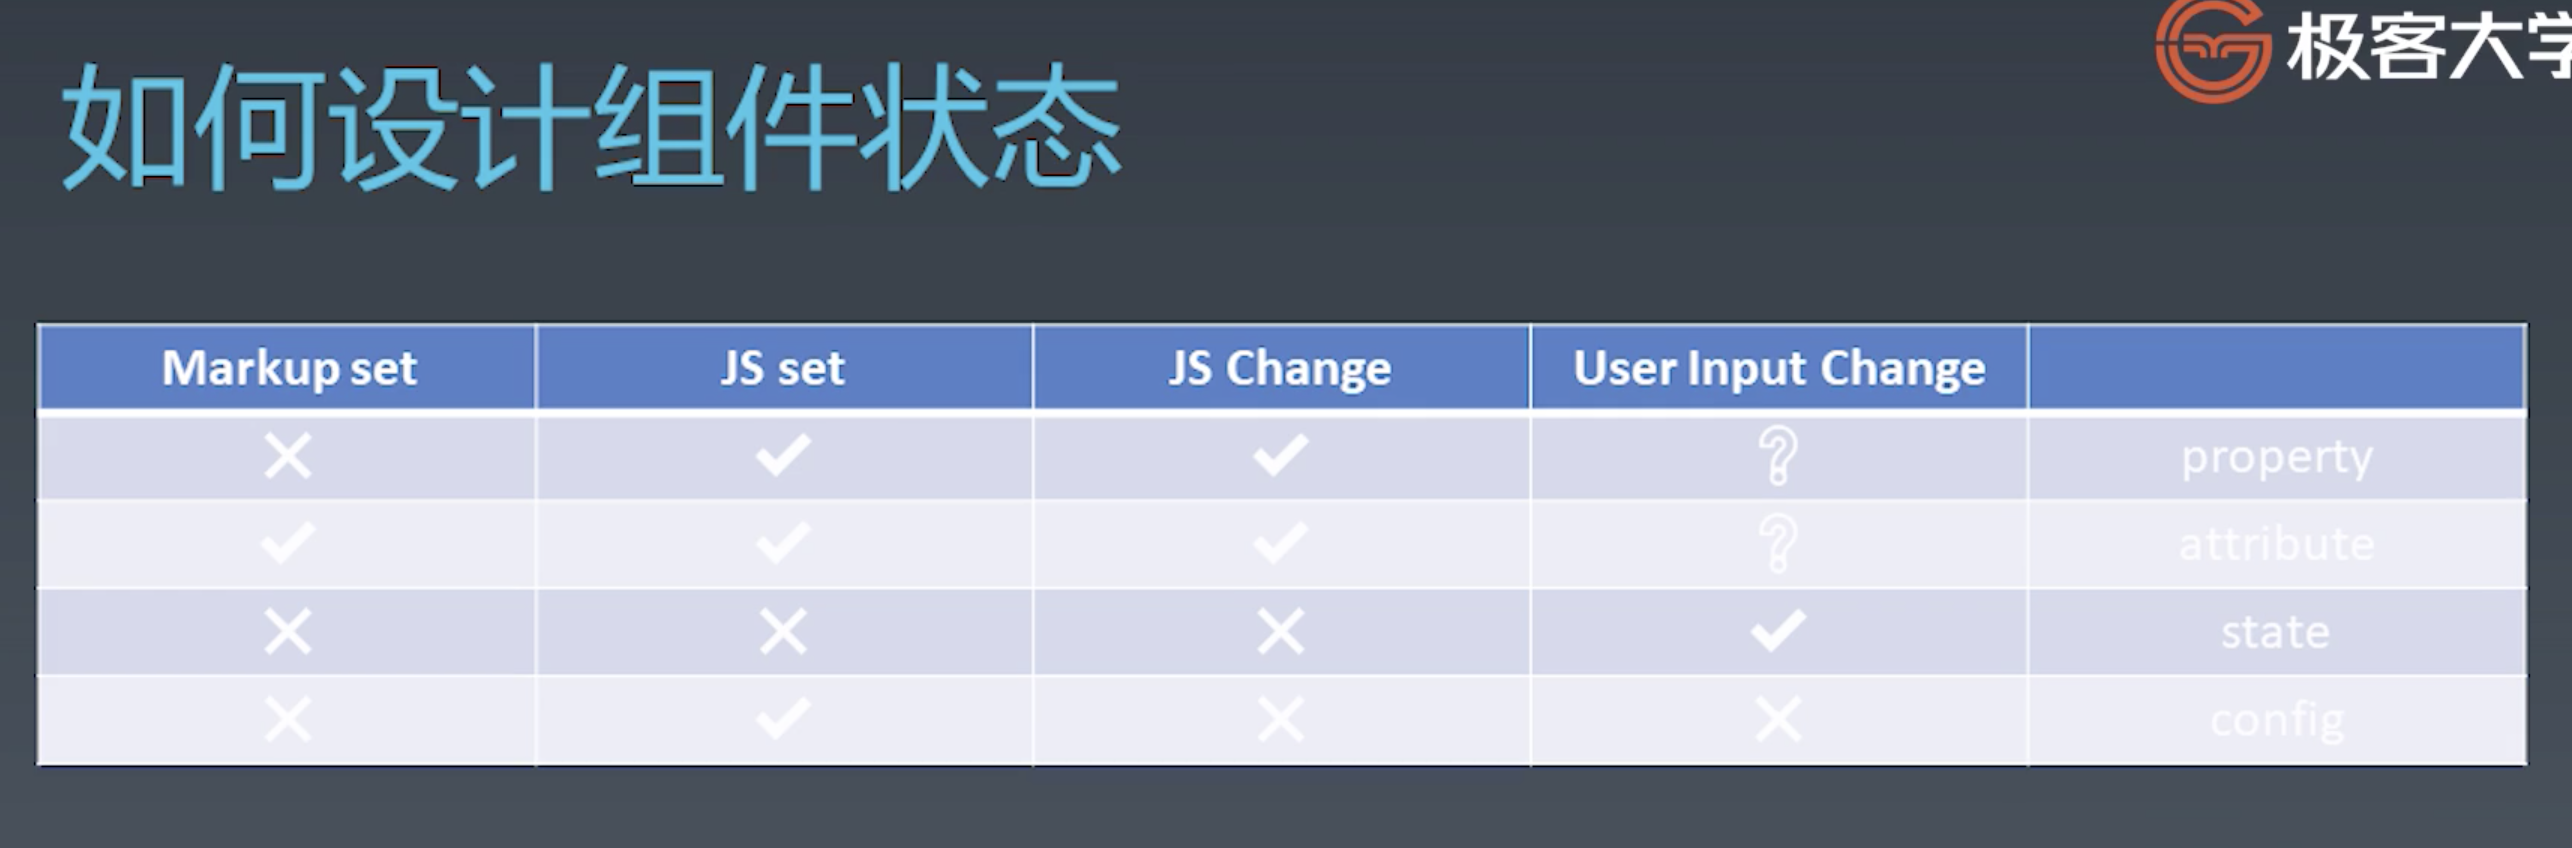 极客大学
如何设计组件状态
Markup set JS set JS Change User Input Change
× ✓ ✓ ? property
✓ ✓ ✓ ? attribute
× × × ✓ state
× ✓ × × config